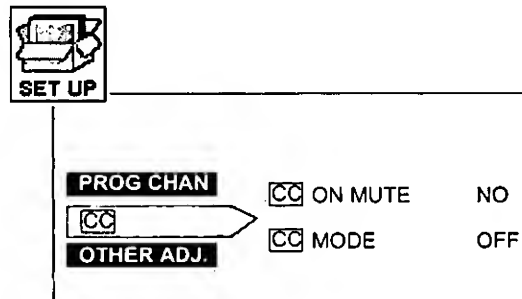 SET UP
PROG CHAN
CC ON MUTE NO
CC
CC MODE OFF
OTHER ADJ.